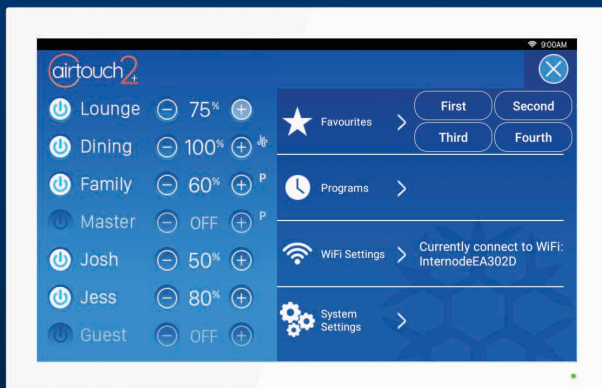 9:00AM
airtouch2+
Lounge 75%
Dining 100%
Family 60% P
Master OFF P
Josh 50%
Jess 80%
Guest OFF
Favourites
First Second
Third Fourth
Programs
WiFi Settings
Currently connect to WiFi:
InternodeEA302D
System
Settings